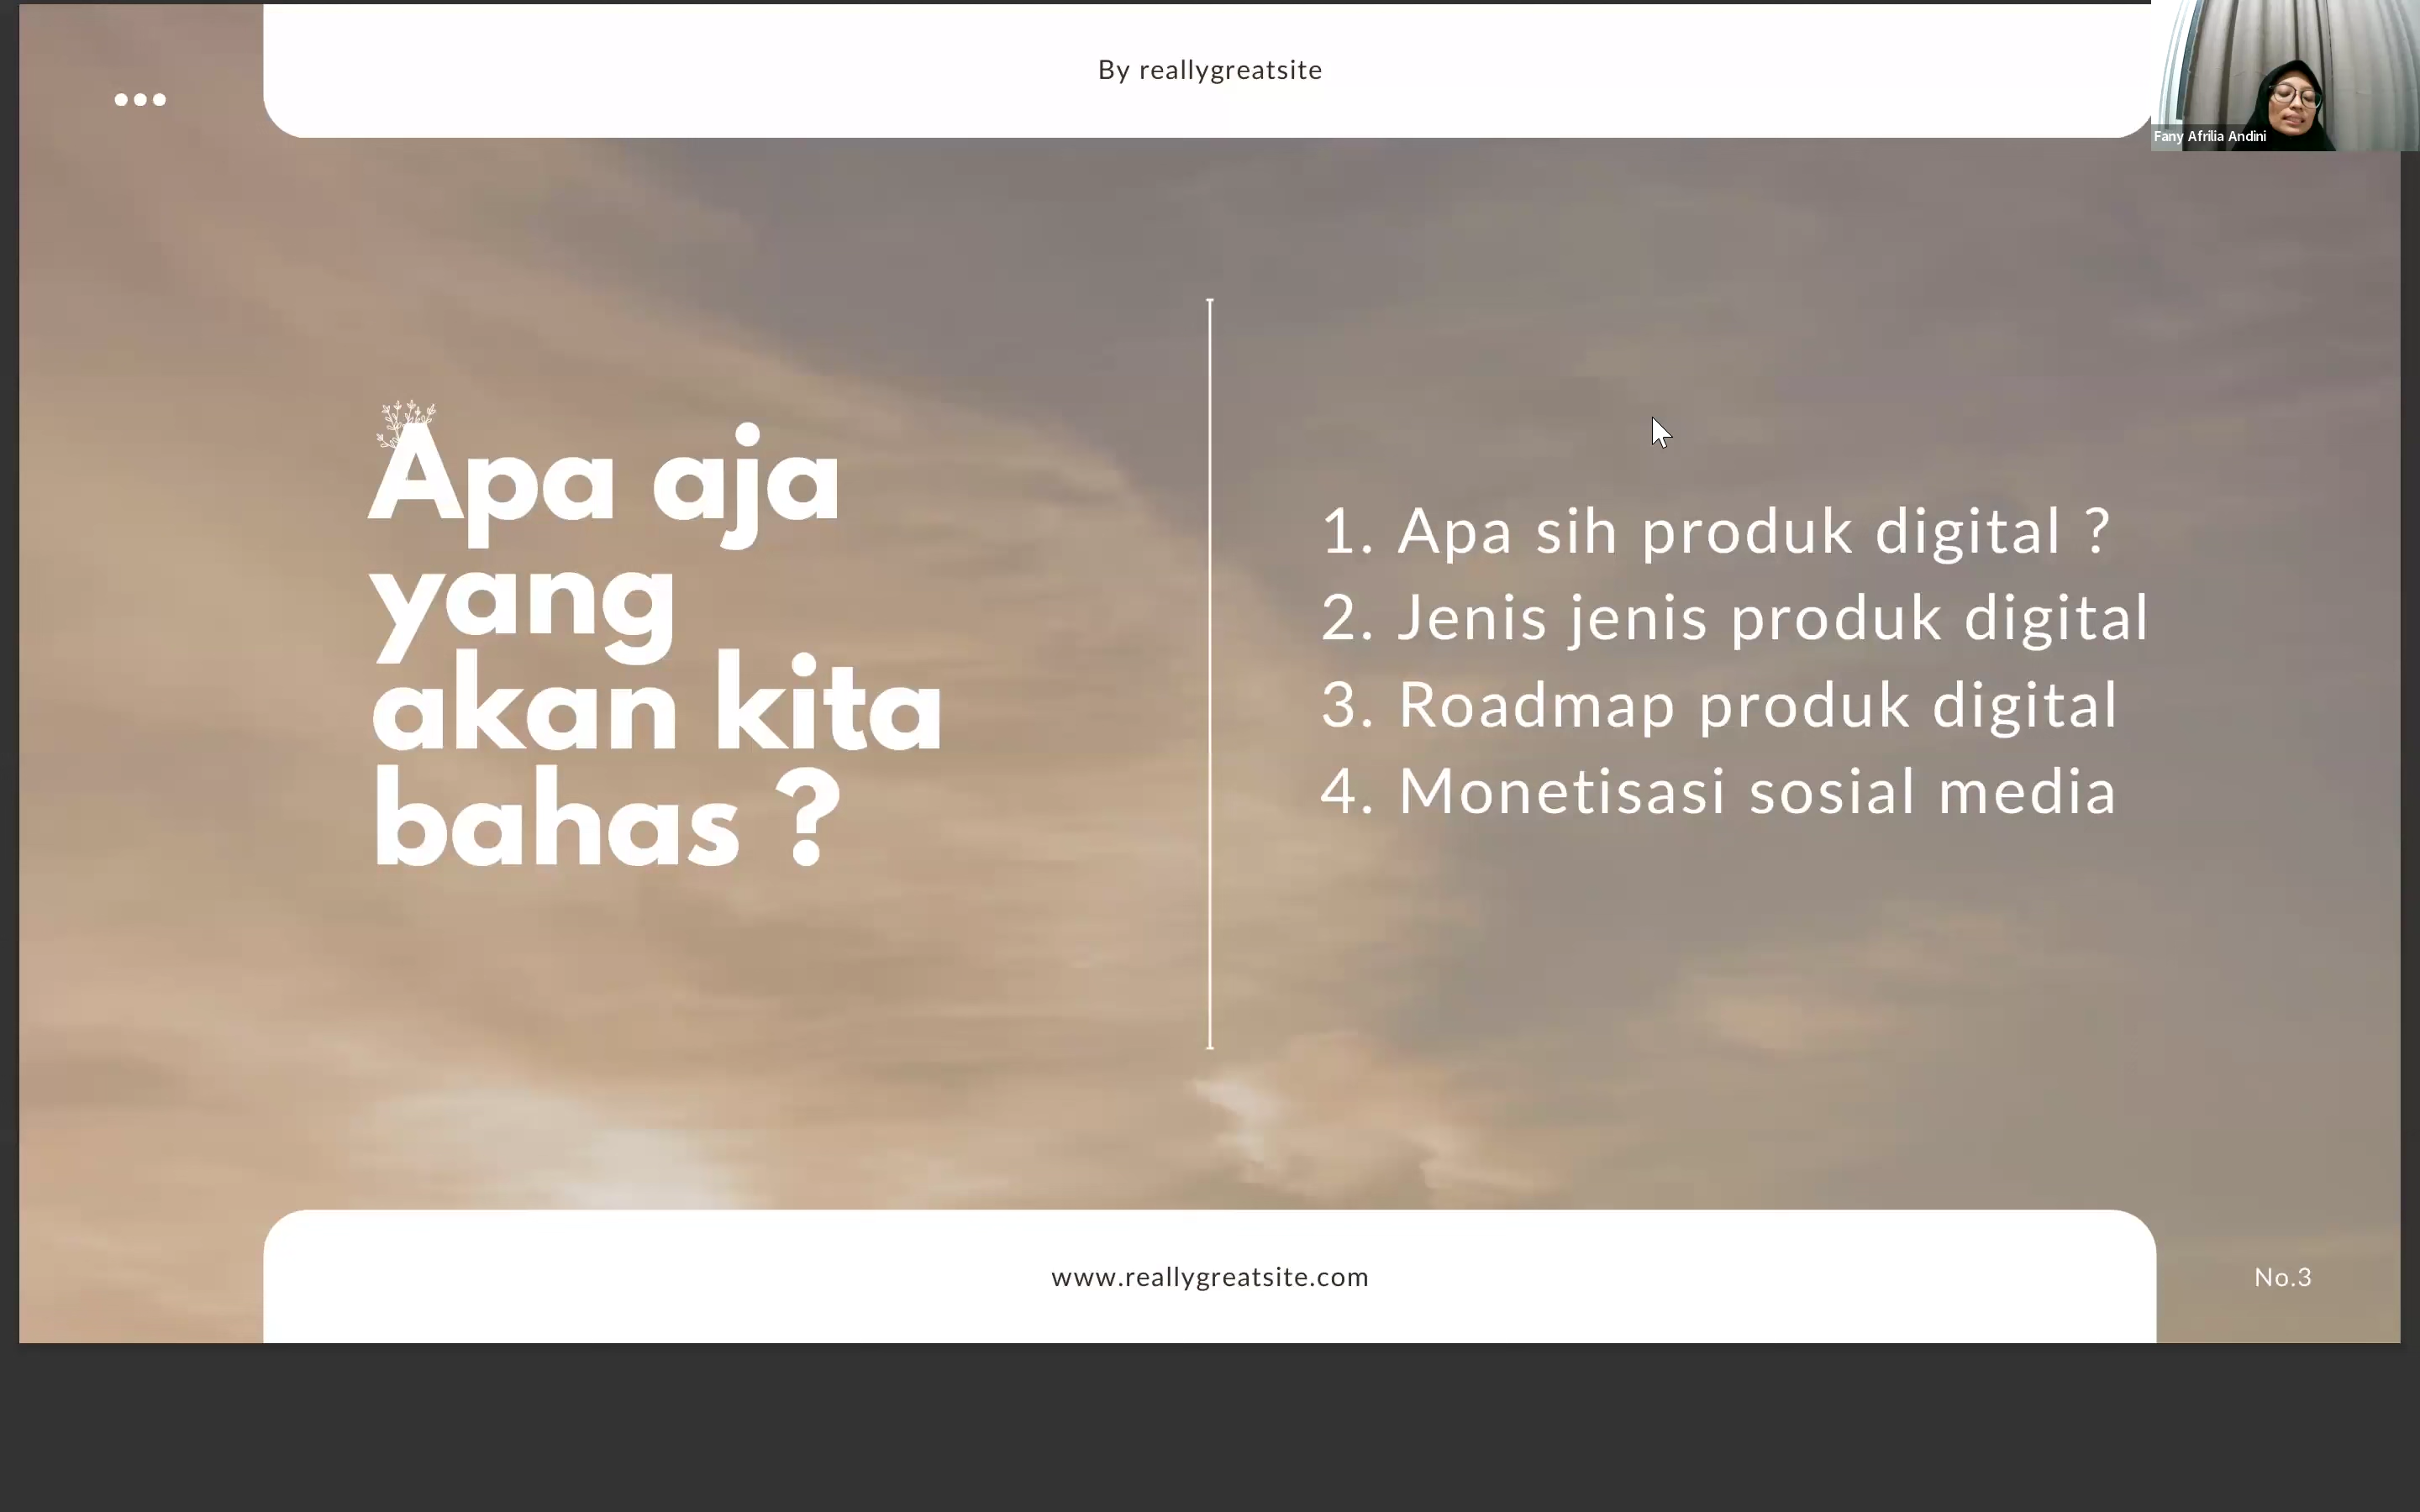 By reallygreatsite
Fany Afrilia Andini
Apa aja
yang
akan kita
bahas ?
1. Apa sih produk digital ?
2. Jenis jenis produk digital
3. Roadmap produk digital
4. Monetisasi sosial media
www.reallygreatsite.com
No.3